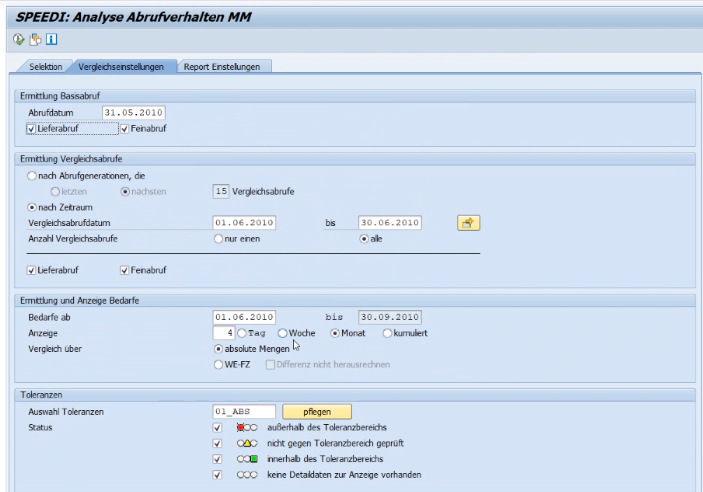 SPEEDI: Analyse Abrufverhalten MM
Selektion Vergleichseinstellungen Report Einstellungen
Ermittlung Basisabruf
Abrufdatum 31.05.2010
Lieferabruf Feinabruf
Ermittlung Vergleichsabrufe
nach Abrufgenerationen, die
letzten nächsten 15 Vergleichsabrufe
nach Zeitraum
Vergleichsabrufdatum 01.06.2010 bis 30.06.2010
Anzahl Vergleichsabrufe nur einen alle
Lieferabruf Feinabruf
Ermittlung und Anzeige Bedarfe
Bedarfe ab 01.06.2010 bis 30.09.2010
Anzeige 4 Tag Woche Monat kumuliert
Vergleich über absolute Mengen
WE-FZ Differenz nicht herausrechnen
Toleranzen
Auswahl Toleranzen 01_ABS pflegen
Status außerhalb des Toleranzbereichs
nicht gegen Toleranzbereich geprüft
innerhalb des Toleranzbereichs
keine Detaildaten zur Anzeige vorhanden